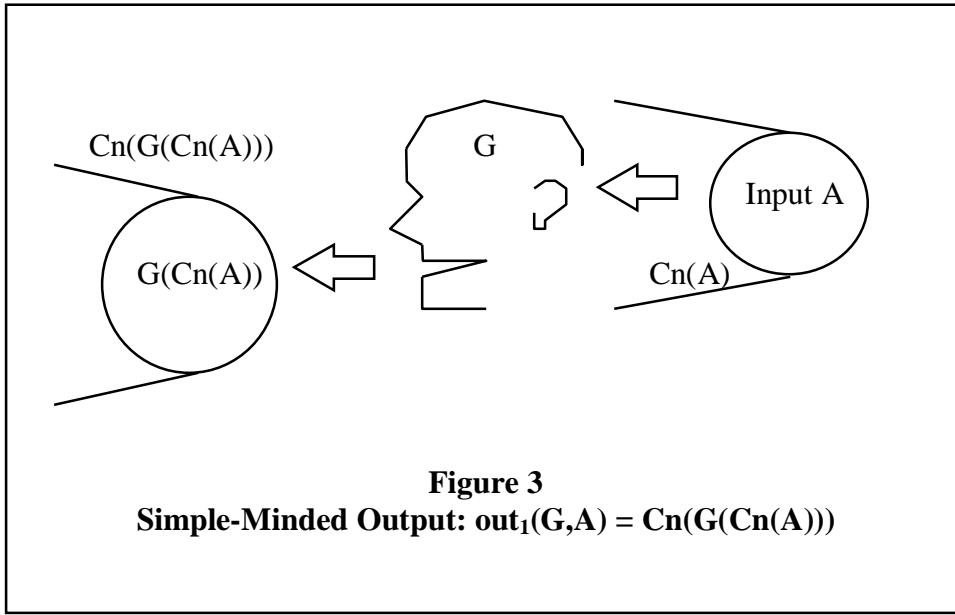 Cn(G(Cn(A)))
G
Input A
G(Cn(A))
Cn(A)
Figure 3
Simple-Minded Output: out₁(G,A) = Cn(G(Cn(A)))